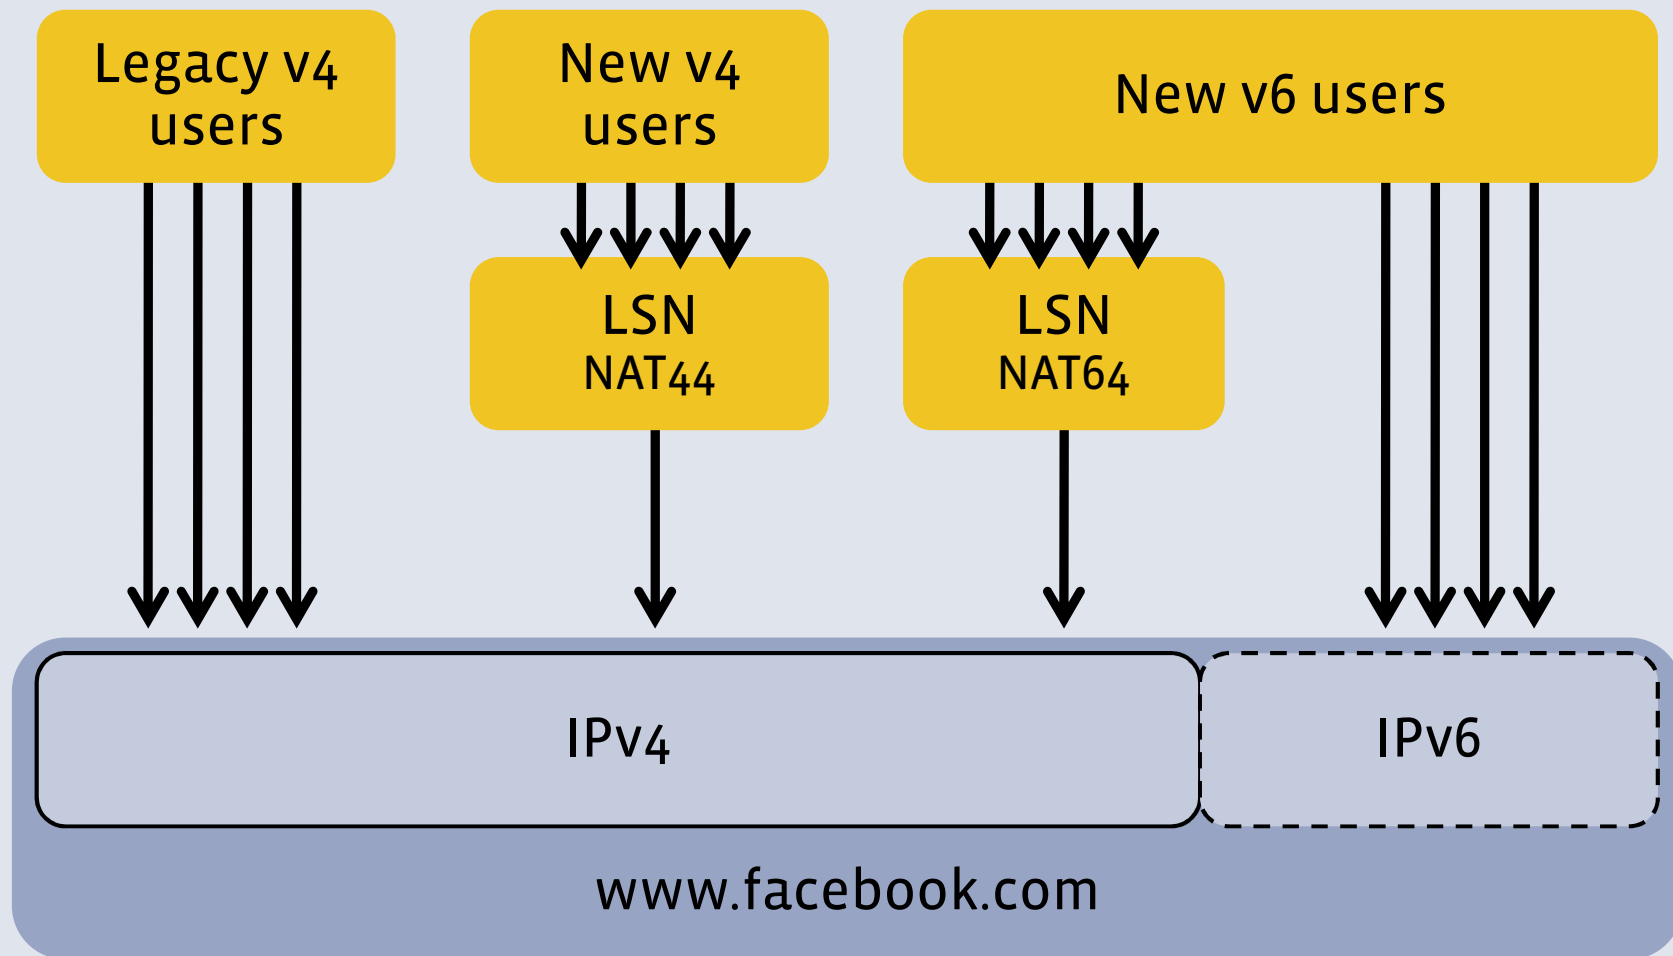 Legacy v4
users
New v4
users
New v6 users
LSN
NAT44
LSN
NAT64
IPv4
IPv6
www.facebook.com